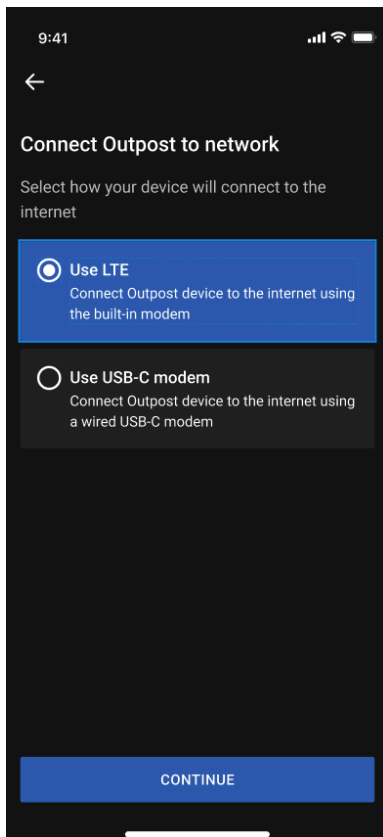 9:41
Connect Outpost to network
Select how your device will connect to the
internet
Use LTE
Connect Outpost device to the internet using
the built-in modem
Use USB-C modem
Connect Outpost device to the internet using
a wired USB-C modem
CONTINUE